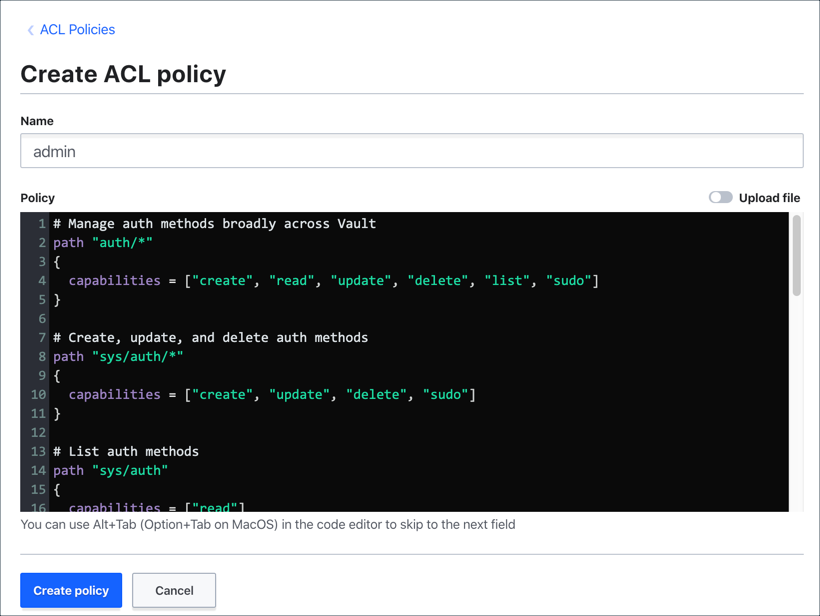 ACL Policies
Create ACL policy
Name
admin
Policy
Upload file
1 # Manage auth methods broadly across Vault
2 path "auth/*"
3 {
4   capabilities = ["create", "read", "update", "delete", "list", "sudo"]
5 }
6
7 # Create, update, and delete auth methods
8 path "sys/auth/*"
9 {
10   capabilities = ["create", "update", "delete", "sudo"]
11 }
12
13 # List auth methods
14 path "sys/auth"
15 {
16   capabilities = ["read"]
You can use Alt+Tab (Option+Tab on MacOS) in the code editor to skip to the next field
Create policy
Cancel